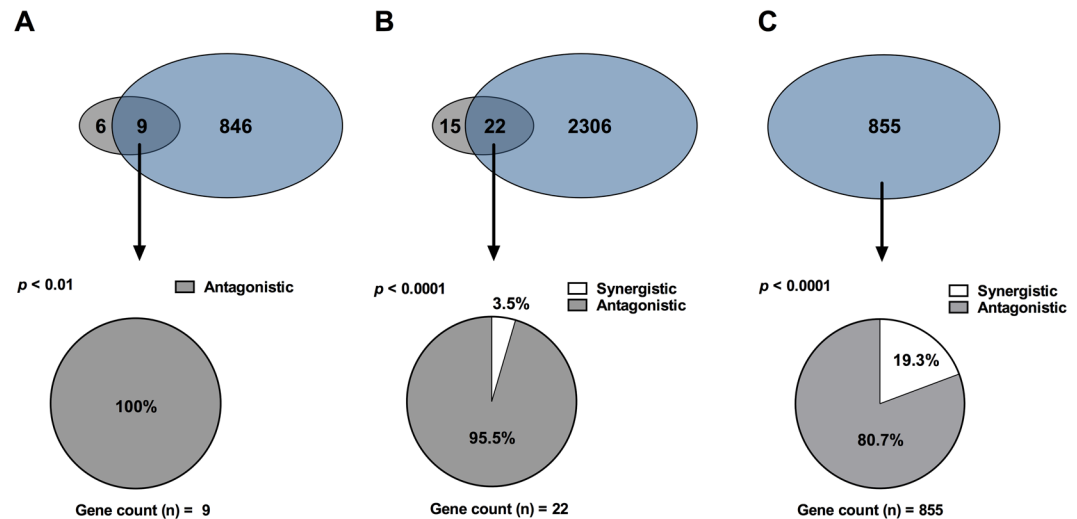 A
B
C
6
9
846
15
22
2306
855
p < 0.01
Antagonistic
p < 0.0001
Synergistic
Antagonistic
p < 0.0001
Synergistic
Antagonistic
100%
3.5%
95.5%
19.3%
80.7%
Gene count (n) = 9
Gene count (n) = 22
Gene count (n) = 855